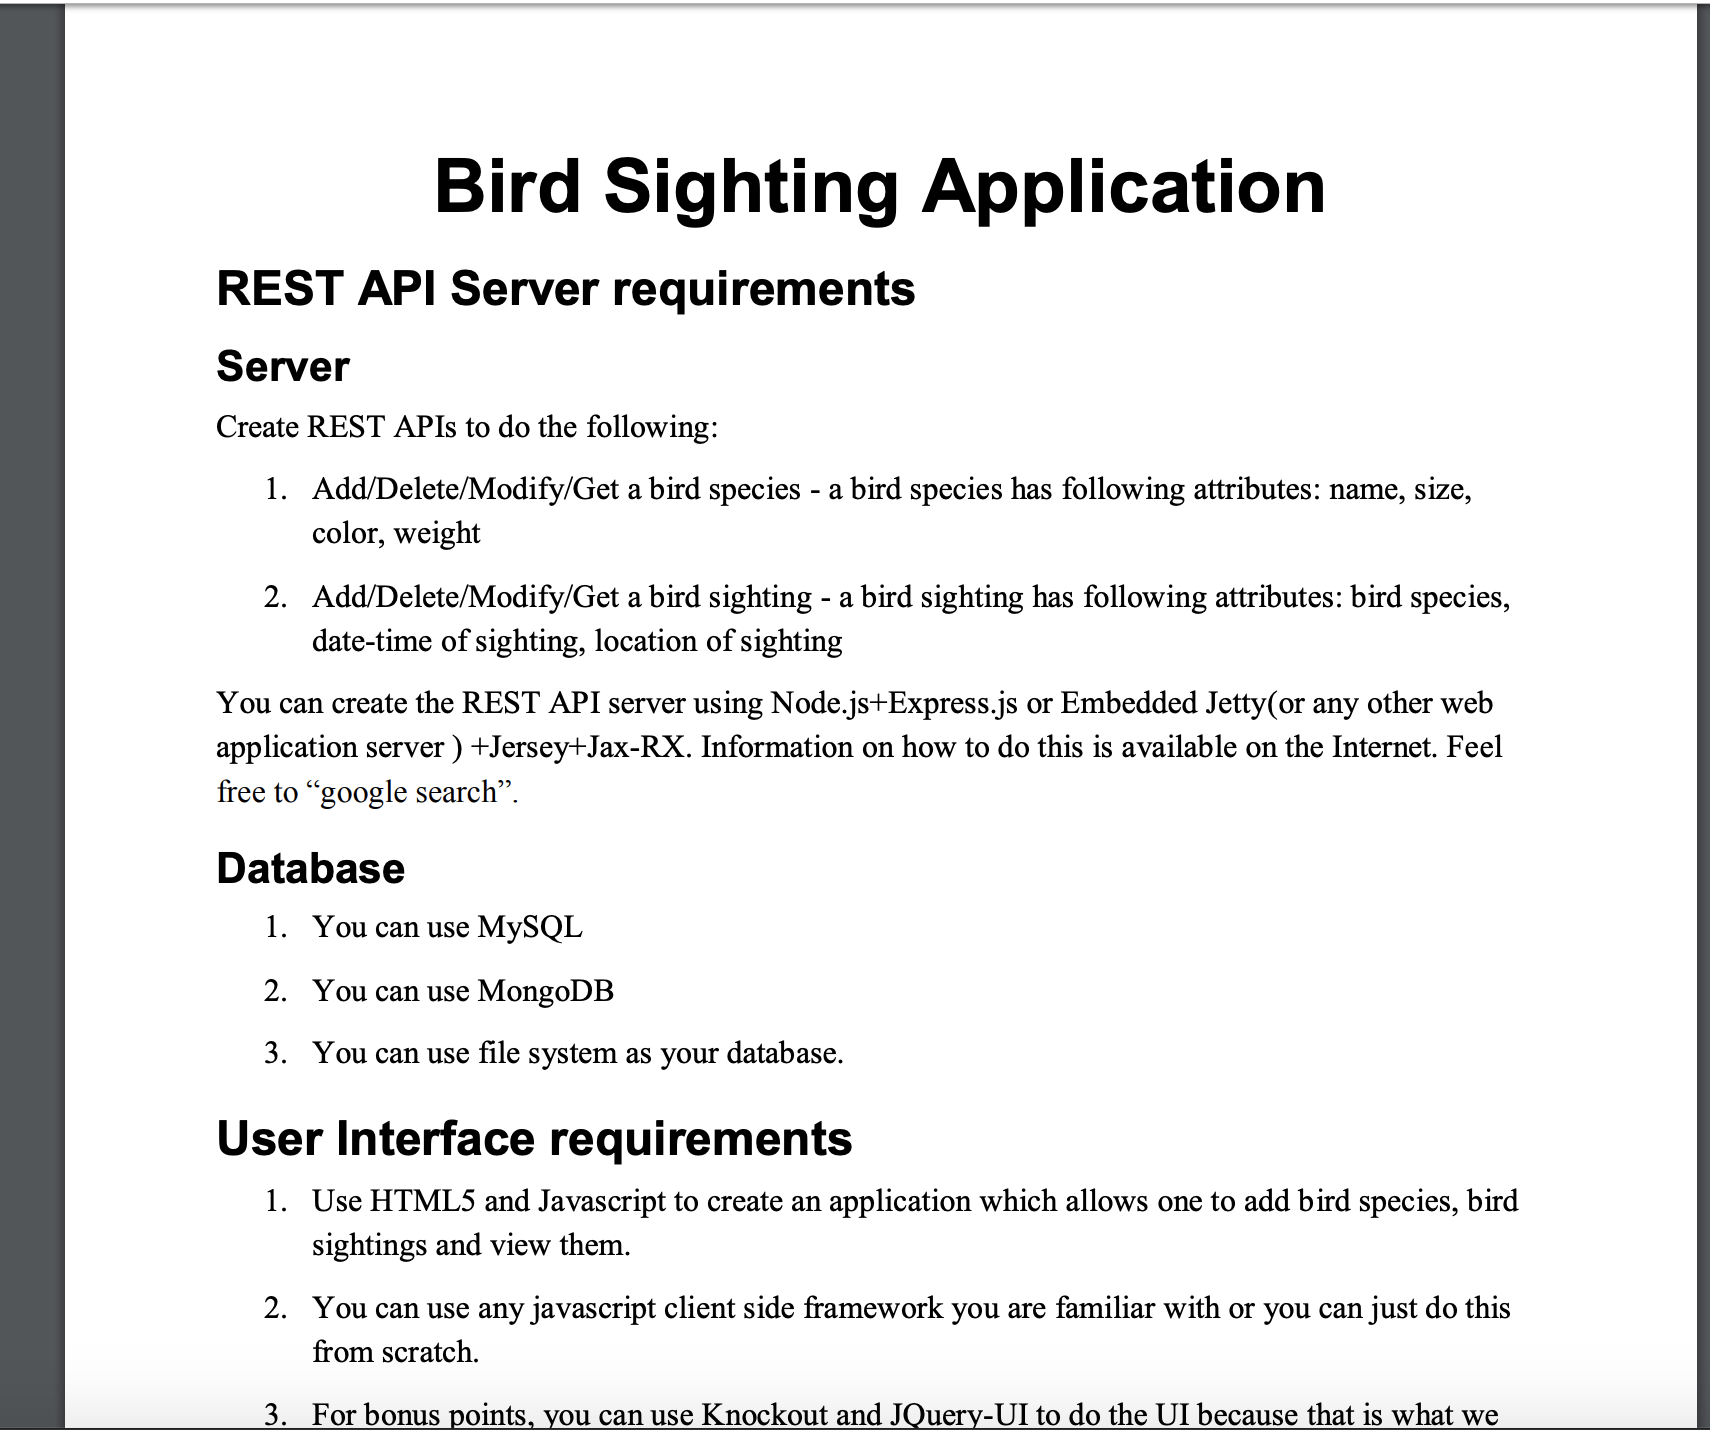 Bird Sighting Application
REST API Server requirements
Server
Create REST APIs to do the following:
1. Add/Delete/Modify/Get a bird species - a bird species has following attributes: name, size,
color, weight
2. Add/Delete/Modify/Get a bird sighting - a bird sighting has following attributes: bird species,
date-time of sighting, location of sighting
You can create the REST API server using Node.js+Express.js or Embedded Jetty(or any other web
application server ) +Jersey+Jax-RX. Information on how to do this is available on the Internet. Feel
free to “google search”.
Database
1. You can use MySQL
2. You can use MongoDB
3. You can use file system as your database.
User Interface requirements
1. Use HTML5 and Javascript to create an application which allows one to add bird species, bird
sightings and view them.
2. You can use any javascript client side framework you are familiar with or you can just do this
from scratch.
3. For bonus points, you can use Knockout and JQuery-UI to do the UI because that is what we